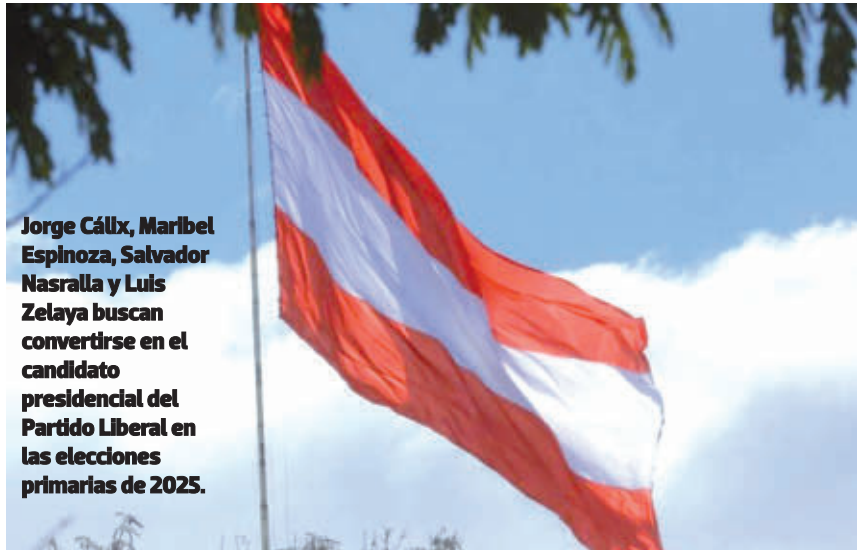 Jorge Cálix, Maribel
Espinoza, Salvador
Nasralla y Luis
Zelaya buscan
convertirse en el
candidato
presidencial del
Partido Liberal en
las elecciones
primarias de 2025.